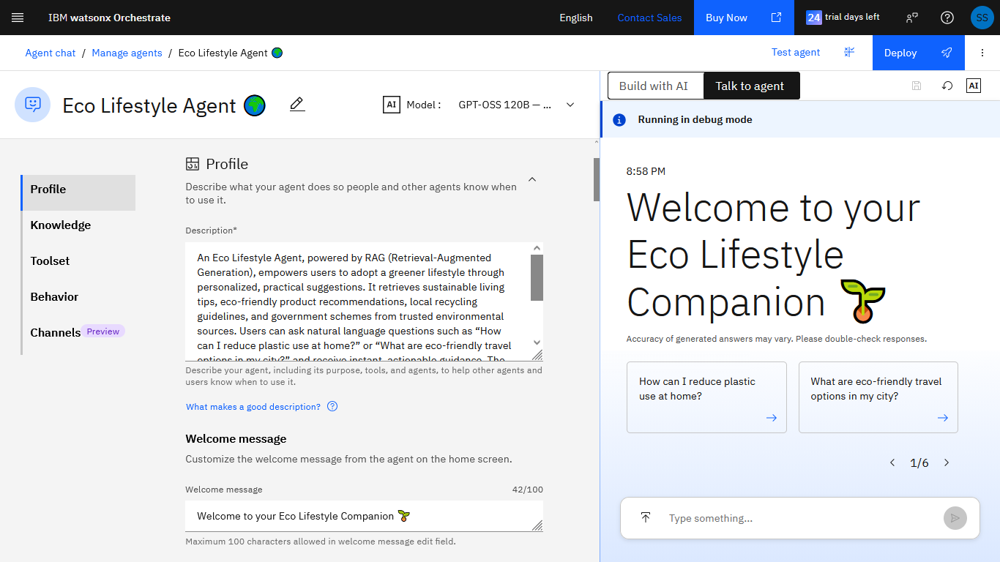 IBM watsonx Orchestrate
English
Contact Sales
Buy Now
24 trial days left
SS
Agent chat / Manage agents / Eco Lifestyle Agent 🌍
Test agent
Deploy
Eco Lifestyle Agent 🌍
AI Model : GPT-OSS 120B — ...
Build with AI
Talk to agent
AI
Running in debug mode
Profile
Knowledge
Toolset
Behavior
Channels Preview
Profile
Describe what your agent does so people and other agents know when
to use it.
Description*
An Eco Lifestyle Agent, powered by RAG (Retrieval-Augmented
Generation), empowers users to adopt a greener lifestyle through
personalized, practical suggestions. It retrieves sustainable living
tips, eco-friendly product recommendations, local recycling
guidelines, and government schemes from trusted environmental
sources. Users can ask natural language questions such as “How
can I reduce plastic use at home?” or “What are eco-friendly travel
options in my city?” and receive instant, actionable guidance. The
Describe your agent, including its purpose, tools, and agents, to help other agents and
users know when to use it.
What makes a good description?
Welcome message
Customize the welcome message from the agent on the home screen.
Welcome message 42/100
Welcome to your Eco Lifestyle Companion 🌱
Maximum 100 characters allowed in welcome message edit field.
8:58 PM
Welcome to your
Eco Lifestyle
Companion 🌱
Accuracy of generated answers may vary. Please double-check responses.
How can I reduce plastic
use at home?
What are eco-friendly travel
options in my city?
1/6
Type something...